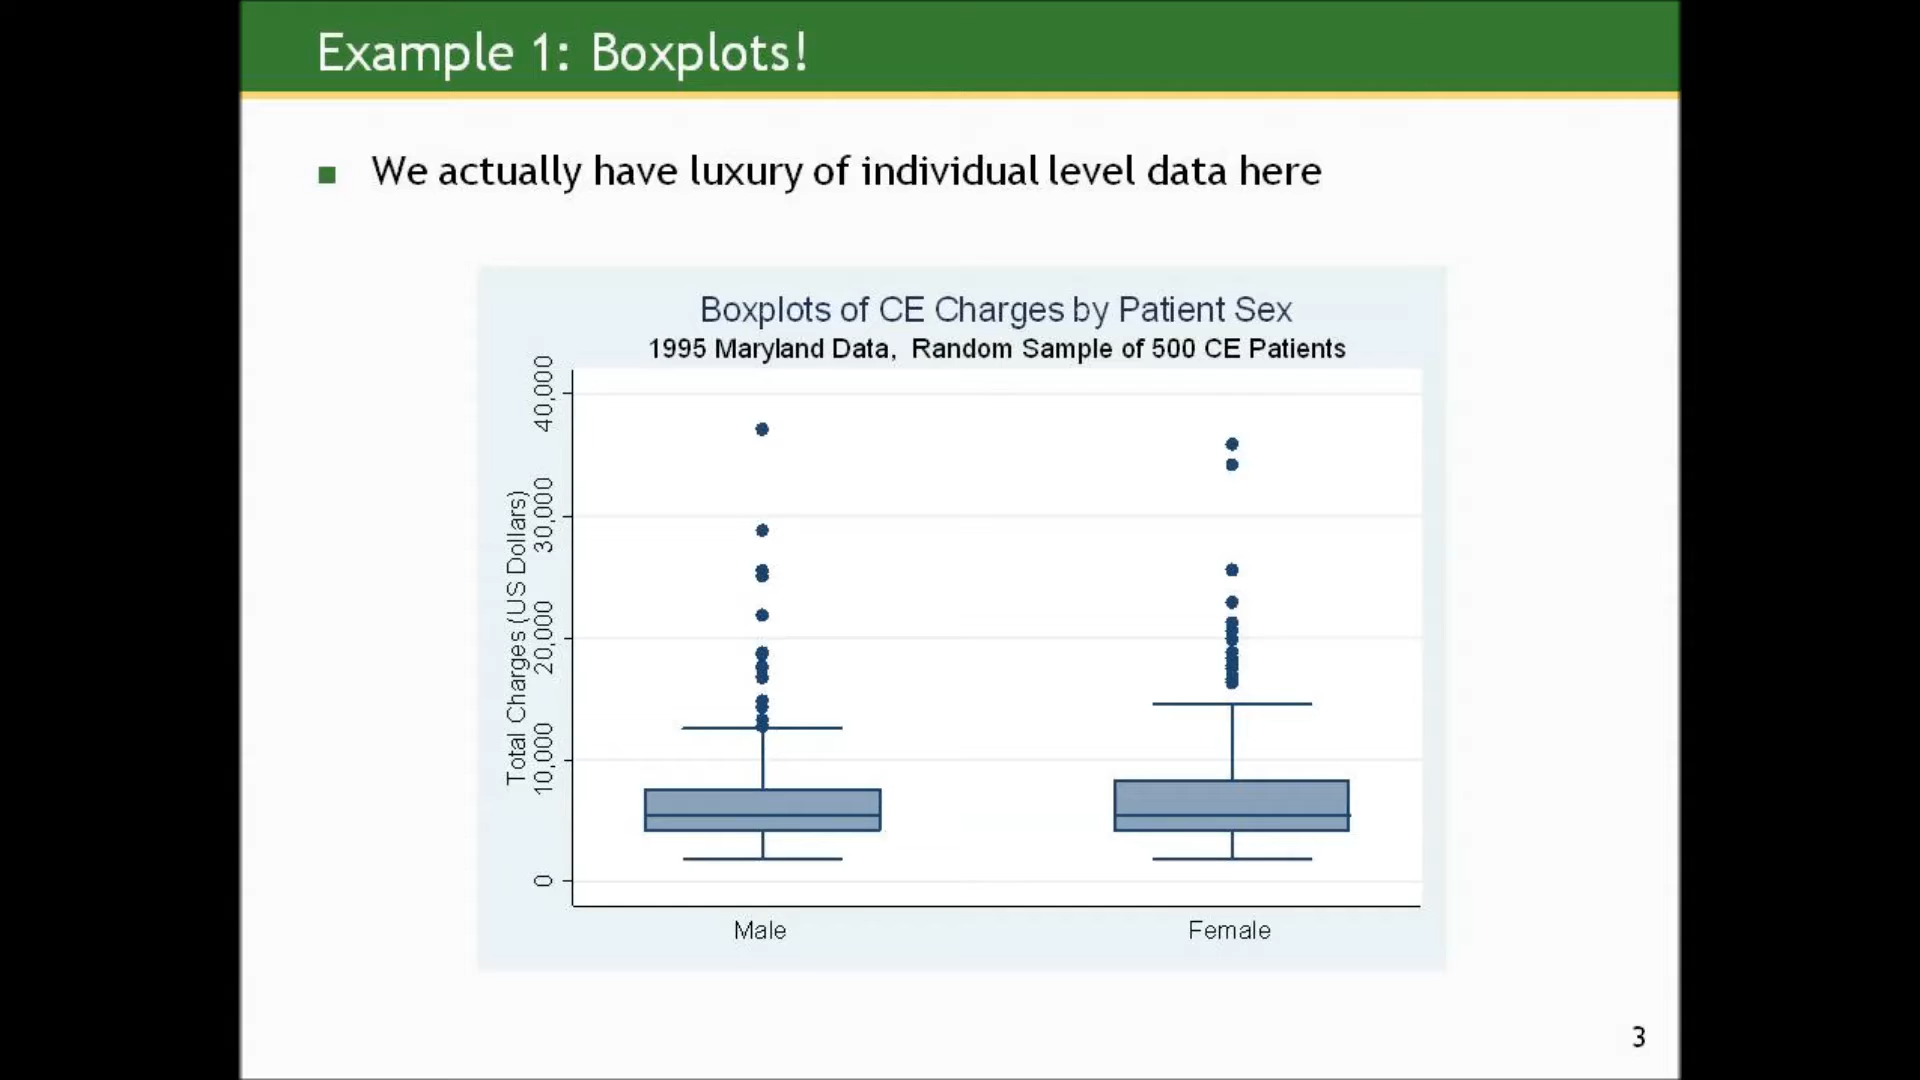 Example 1: Boxplots!
We actually have luxury of individual level data here
Boxplots of CE Charges by Patient Sex
1995 Maryland Data, Random Sample of 500 CE Patients
Total Charges (US Dollars)
40,000
30,000
20,000
10,000
0
Male
Female
3